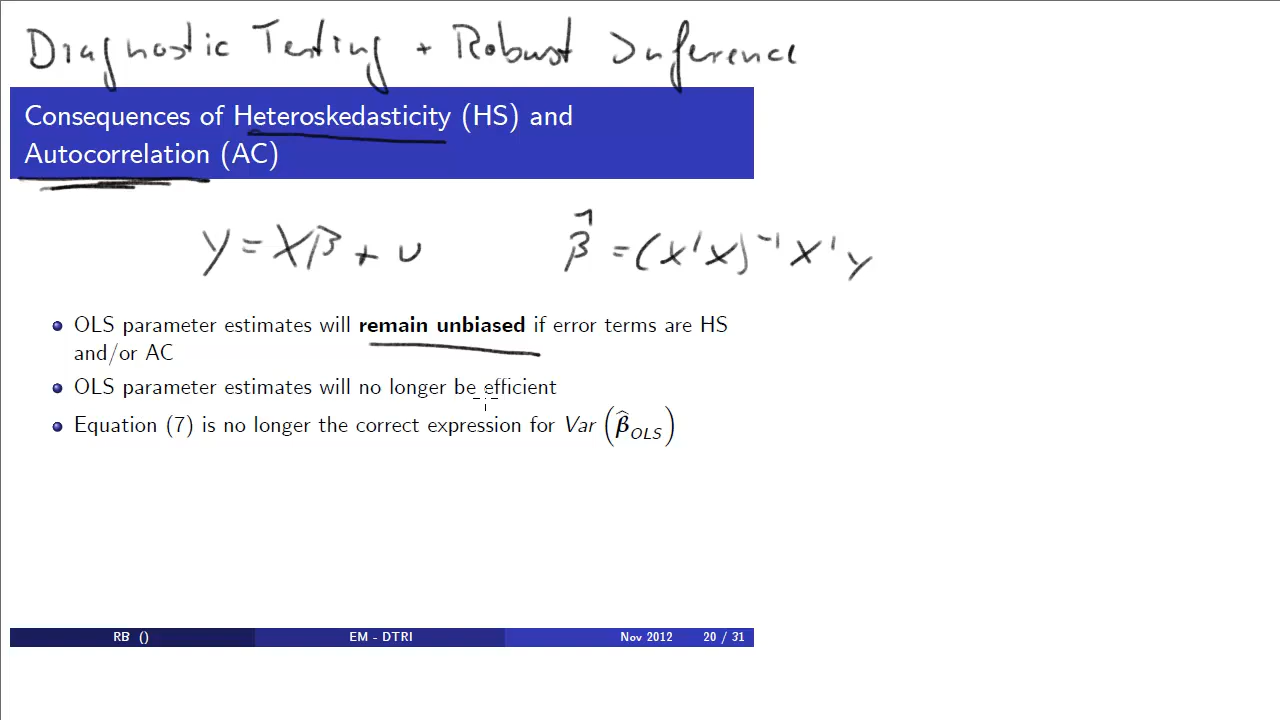 Diagnostic Testing + Robust Inference
Consequences of Heteroskedasticity (HS) and
Autocorrelation (AC)
y = Xβ + u    β̂ = (X'X)⁻¹ X'y
OLS parameter estimates will remain unbiased if error terms are HS
and/or AC
OLS parameter estimates will no longer be efficient
Equation (7) is no longer the correct expression for Var (β̂OLS)
RB () EM - DTRI Nov 2012 20 / 31